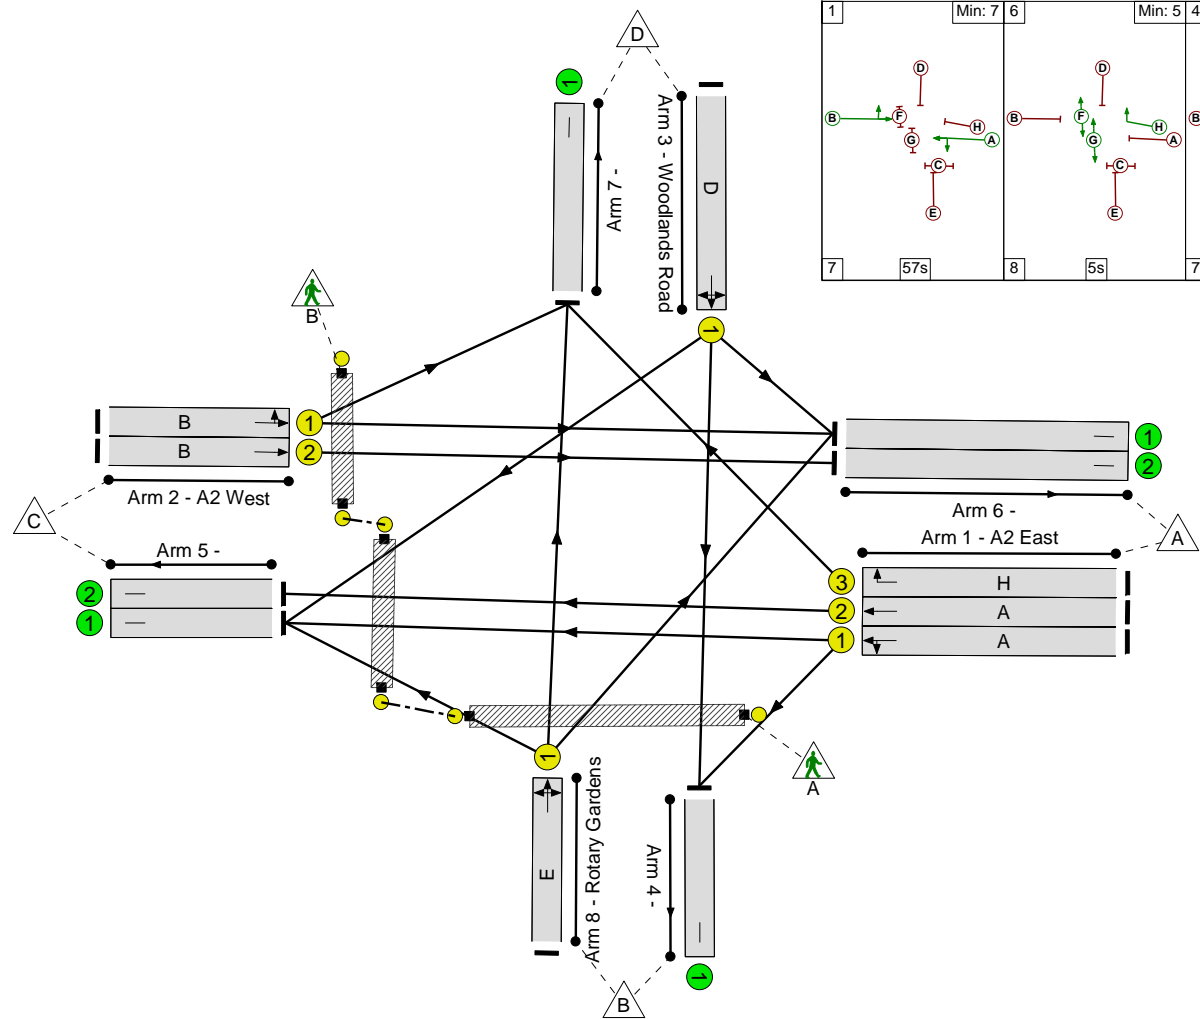 D
1
Min: 7
6
Min: 5
4
D
D
B
F
H
B
F
H
B
G
A
G
A
C
C
E
E
7
57s
8
5s
7
1
Arm 7 -
Arm 3 - Woodlands Road
D
B
1
B
1
B
2
Arm 2 - A2 West
C
1
2
Arm 6 -
Arm 1 - A2 East
A
Arm 5 -
2
1
3
H
2
A
1
A
1
A
E
Arm 8 - Rotary Gardens
Arm 4 -
1
B